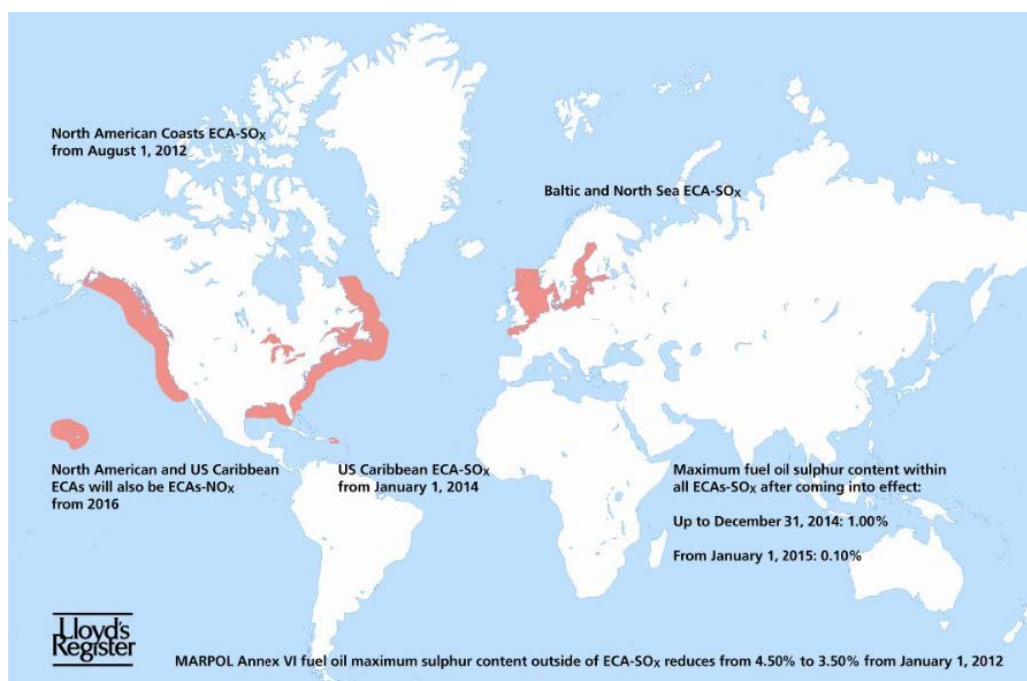 North American Coasts ECA-SOx
from August 1, 2012
Baltic and North Sea ECA-SOx
North American and US Caribbean
ECAs will also be ECAs-NOx
from 2016
US Caribbean ECA-SOx
from January 1, 2014
Maximum fuel oil sulphur content within
all ECAs-SOx after coming into effect:
Up to December 31, 2014: 1.00%
From January 1, 2015: 0.10%
Lloyd's
Register
MARPOL Annex VI fuel oil maximum sulphur content outside of ECA-SOx reduces from 4.50% to 3.50% from January 1, 2012